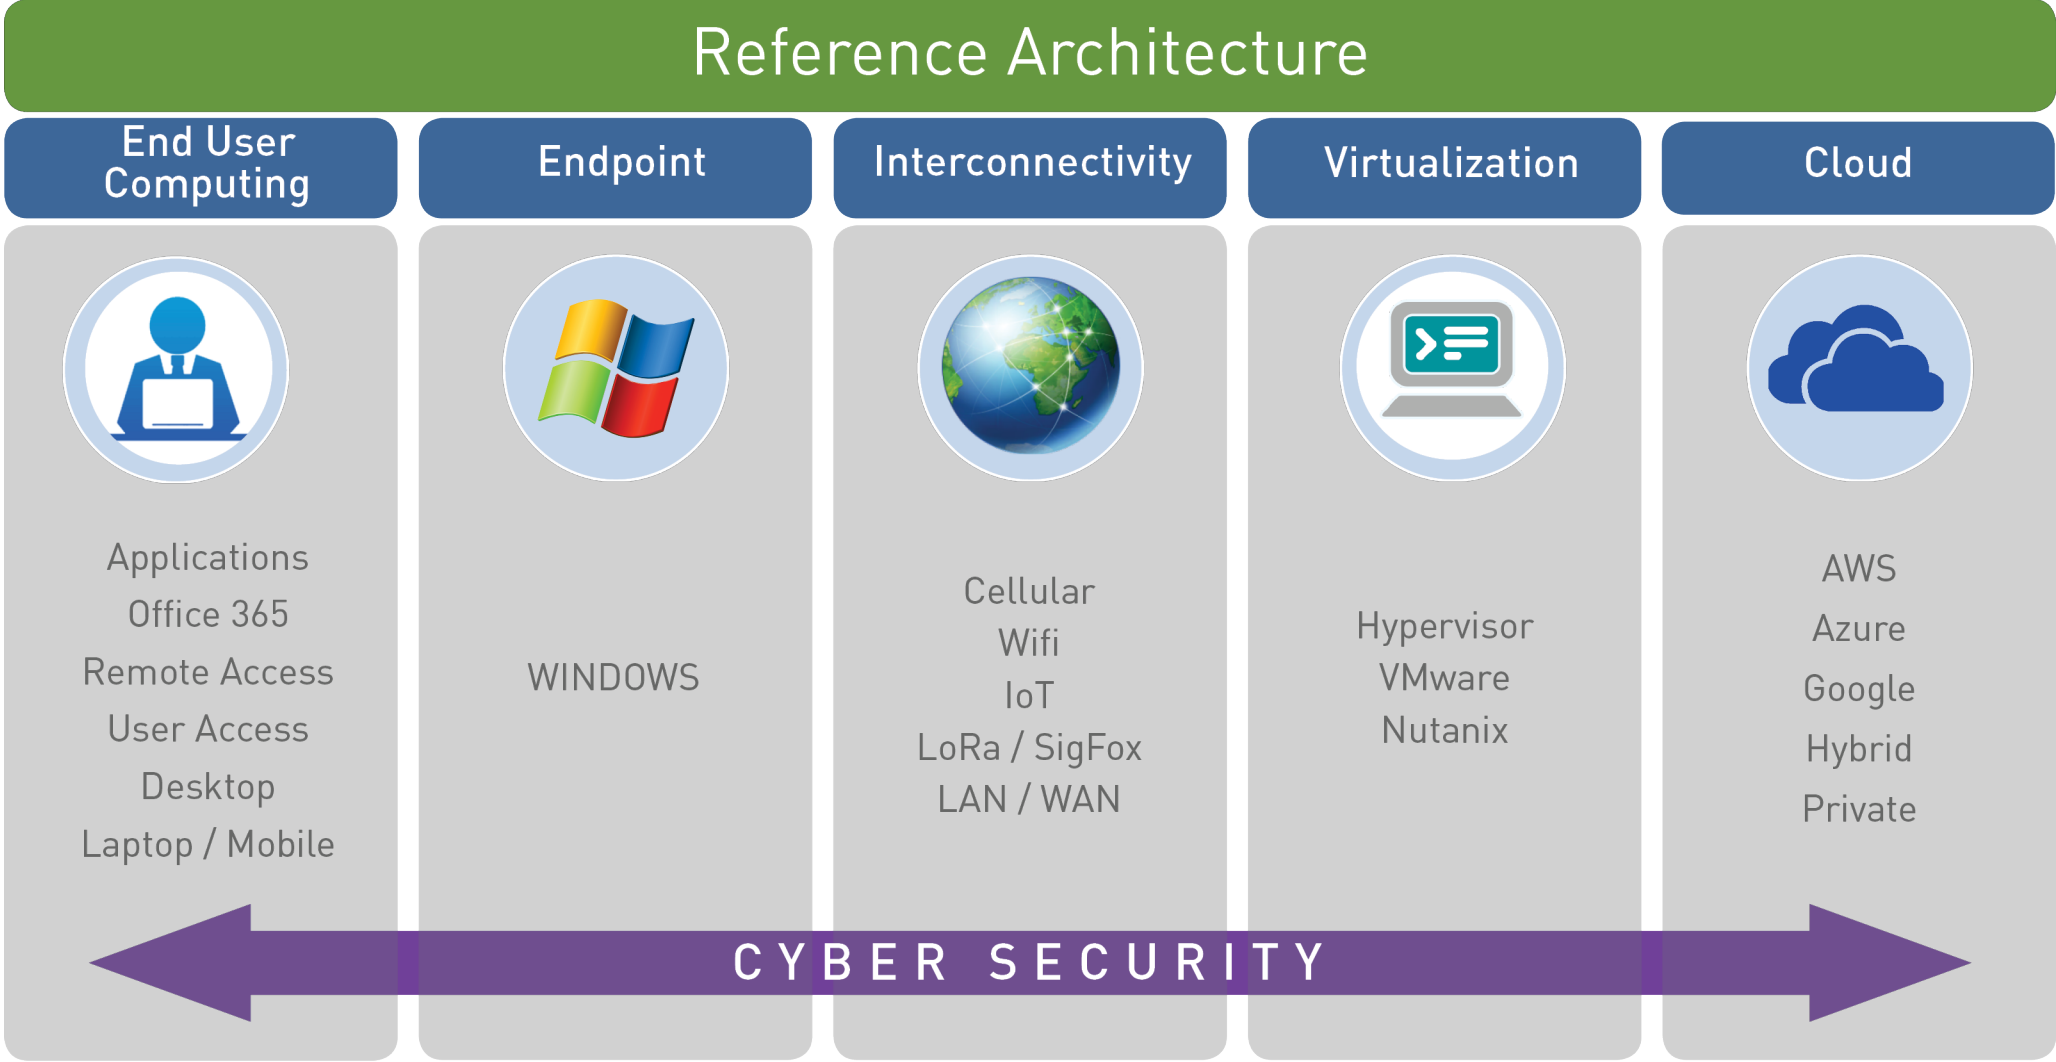 Reference Architecture
End User
Computing
Endpoint
Interconnectivity
Virtualization
Cloud
Applications
Office 365
Remote Access
User Access
Desktop
Laptop / Mobile
WINDOWS
Cellular
Wifi
IoT
LoRa / SigFox
LAN / WAN
Hypervisor
VMware
Nutanix
AWS
Azure
Google
Hybrid
Private
CYBER SECURITY